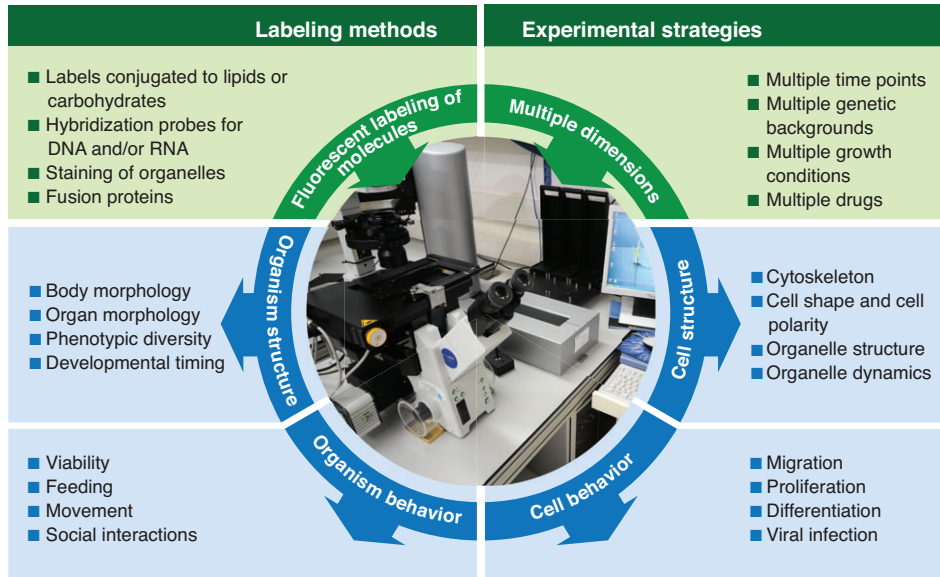 Labeling methods
Experimental strategies
■ Labels conjugated to lipids or
carbohydrates
■ Hybridization probes for
DNA and/or RNA
■ Staining of organelles
■ Fusion proteins
Fluorescent labeling of
molecules
Multiple dimensions
■ Multiple time points
■ Multiple genetic
backgrounds
■ Multiple growth
conditions
■ Multiple drugs
■ Body morphology
■ Organ morphology
■ Phenotypic diversity
■ Developmental timing
Organism structure
Cell structure
■ Cytoskeleton
■ Cell shape and cell
polarity
■ Organelle structure
■ Organelle dynamics
■ Viability
■ Feeding
■ Movement
■ Social interactions
Organism behavior
Cell behavior
■ Migration
■ Proliferation
■ Differentiation
■ Viral infection